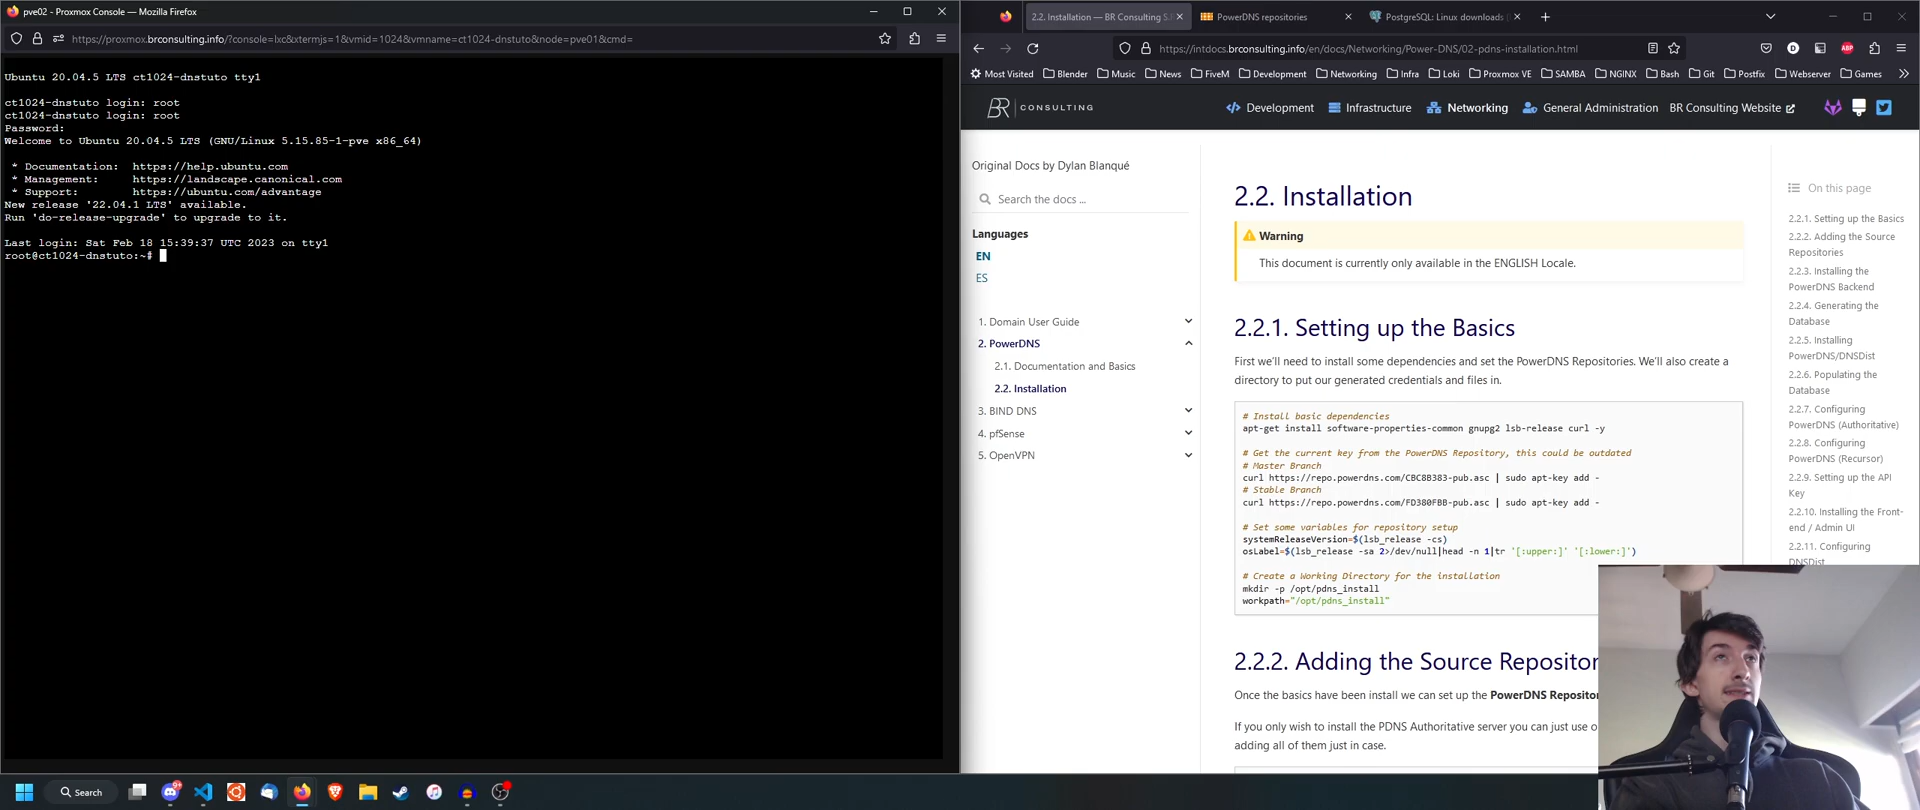 pve02 - Proxmox Console — Mozilla Firefox
https://proxmox.brconsulting.info/?console=lxc&xtermjs=1&vmid=1024&vmname=ct1024-dnstuto&node=pve01&cmd=
Ubuntu 20.04.5 LTS ct1024-dnstuto tty1
ct1024-dnstuto login: root
ct1024-dnstuto login: root
Password:
Welcome to Ubuntu 20.04.5 LTS (GNU/Linux 5.15.85-1-pve x86_64)
* Documentation: https://help.ubuntu.com
* Management: https://landscape.canonical.com
* Support: https://ubuntu.com/advantage
New release '22.04.1 LTS' available.
Run 'do-release-upgrade' to upgrade to it.
Last login: Sat Feb 18 15:39:37 UTC 2023 on tty1
root@ct1024-dnstuto:~#
2.2. Installation — BR Consulting S.
PowerDNS repositories
PostgreSQL: Linux downloads (
https://intdocs.brconsulting.info/en/docs/Networking/Power-DNS/02-pdns-installation.html
ABP
Most Visited Blender Music News FiveM Development Networking Infra Loki Proxmox VE SAMBA NGINX Bash Git Postfix Webserver Games
BR CONSULTING
Development Infrastructure Networking General Administration BR Consulting Website
Original Docs by Dylan Blanqué
Search the docs ...
Languages
EN
ES
1. Domain User Guide
2. PowerDNS
2.1. Documentation and Basics
2.2. Installation
3. BIND DNS
4. pfSense
5. OpenVPN
2.2. Installation
Warning
This document is currently only available in the ENGLISH Locale.
2.2.1. Setting up the Basics
First we'll need to install some dependencies and set the PowerDNS Repositories. We'll also create a
directory to put our generated credentials and files in.
# Install basic dependencies
apt-get install software-properties-common gnupg2 lsb-release curl -y
# Get the current key from the PowerDNS Repository, this could be outdated
# Master Branch
curl https://repo.powerdns.com/CBC8B383-pub.asc | sudo apt-key add -
# Stable Branch
curl https://repo.powerdns.com/FD380FBB-pub.asc | sudo apt-key add -
# Set some variables for repository setup
systemReleaseVersion=$(lsb_release -cs)
osLabel=$(lsb_release -sa 2>/dev/null|head -n 1|tr '[:upper:]' '[:lower:]')
# Create a Working Directory for the installation
mkdir -p /opt/pdns_install
workpath="/opt/pdns_install"
2.2.2. Adding the Source Repositor
Once the basics have been install we can set up the PowerDNS Repositor
If you only wish to install the PDNS Authoritative server you can just use o
adding all of them just in case.
On this page
2.2.1. Setting up the Basics
2.2.2. Adding the Source
Repositories
2.2.3. Installing the
PowerDNS Backend
2.2.4. Generating the
Database
2.2.5. Installing
PowerDNS/DNSDist
2.2.6. Populating the
Database
2.2.7. Configuring
PowerDNS (Authoritative)
2.2.8. Configuring
PowerDNS (Recursor)
2.2.9. Setting up the API
Key
2.2.10. Installing the Front-
end / Admin UI
2.2.11. Configuring
DNSDist
Search